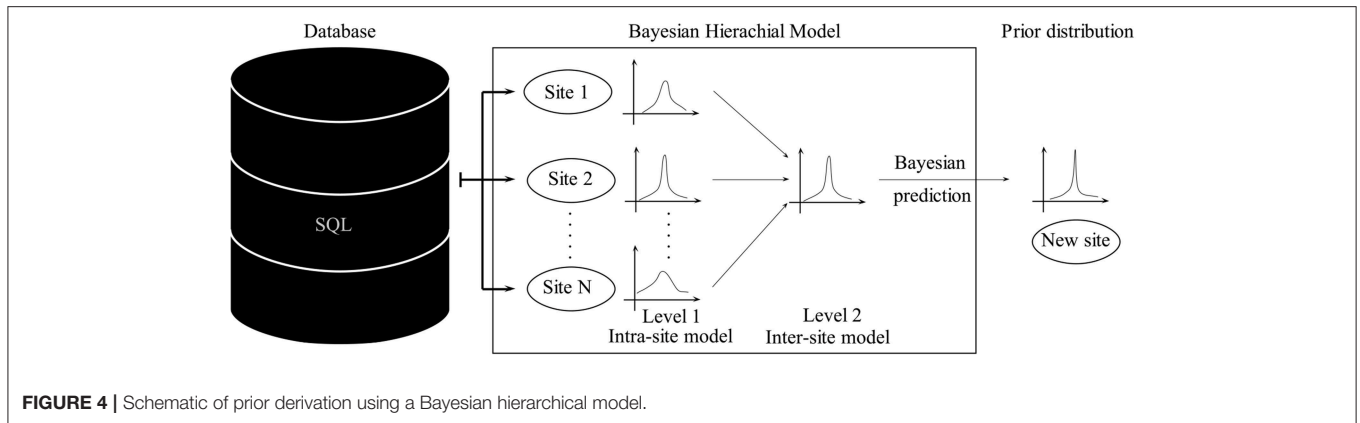 Database
Bayesian Hierachial Model
Prior distribution
SQL
Site 1
Site 2
Site N
Level 1
Intra-site model
Level 2
Inter-site model
Bayesian
prediction
New site
FIGURE 4 | Schematic of prior derivation using a Bayesian hierarchical model.